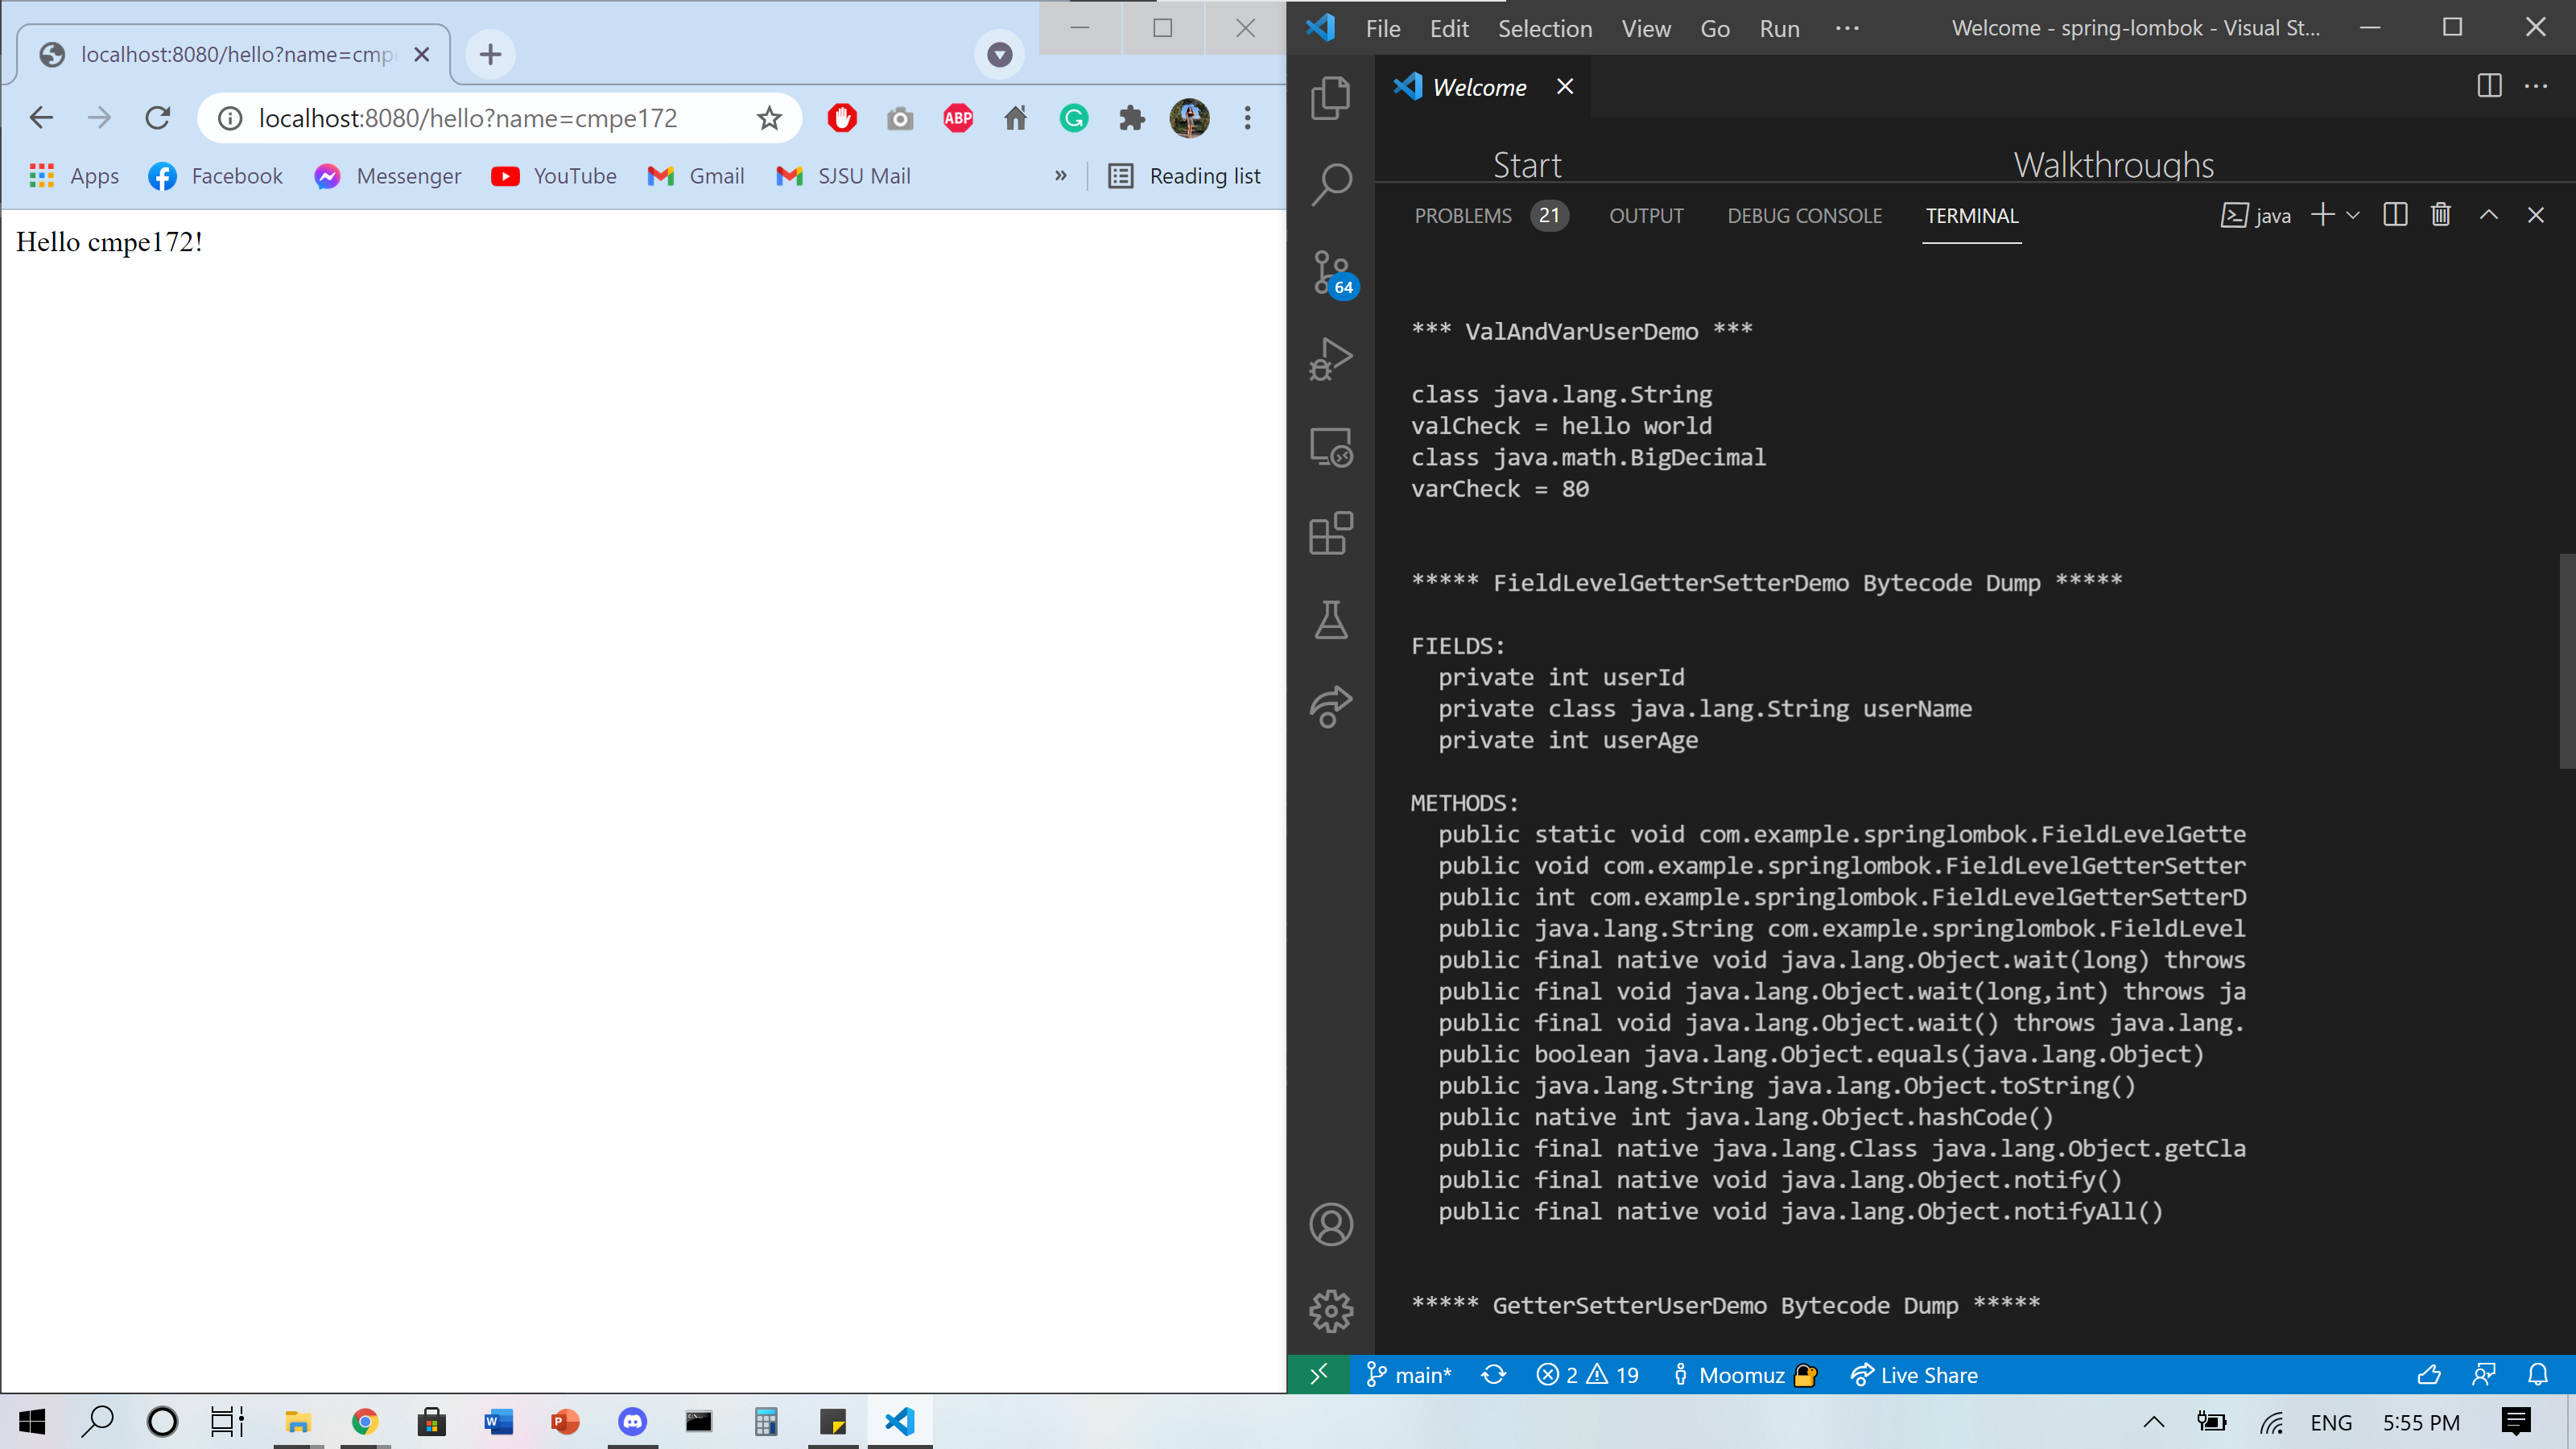 localhost:8080/hello?name=cmp
localhost:8080/hello?name=cmpe172
ABP
Apps Facebook Messenger YouTube Gmail SJSU Mail » Reading list
Hello cmpe172!
File Edit Selection View Go Run ··· Welcome - spring-lombok - Visual St...
Welcome
Start Walkthroughs
PROBLEMS 21 OUTPUT DEBUG CONSOLE TERMINAL java
64
*** ValAndVarUserDemo ***
class java.lang.String
valCheck = hello world
class java.math.BigDecimal
varCheck = 80
***** FieldLevelGetterSetterDemo Bytecode Dump *****
FIELDS:
private int userId
private class java.lang.String userName
private int userAge
METHODS:
public static void com.example.springlombok.FieldLevelGette
public void com.example.springlombok.FieldLevelGetterSetter
public int com.example.springlombok.FieldLevelGetterSetterD
public java.lang.String com.example.springlombok.FieldLevel
public final native void java.lang.Object.wait(long) throws
public final void java.lang.Object.wait(long,int) throws ja
public final void java.lang.Object.wait() throws java.lang.
public boolean java.lang.Object.equals(java.lang.Object)
public java.lang.String java.lang.Object.toString()
public native int java.lang.Object.hashCode()
public final native java.lang.Class java.lang.Object.getCla
public final native void java.lang.Object.notify()
public final native void java.lang.Object.notifyAll()
***** GetterSetterUserDemo Bytecode Dump *****
main* 2 19 Moomuz Live Share
ENG 5:55 PM